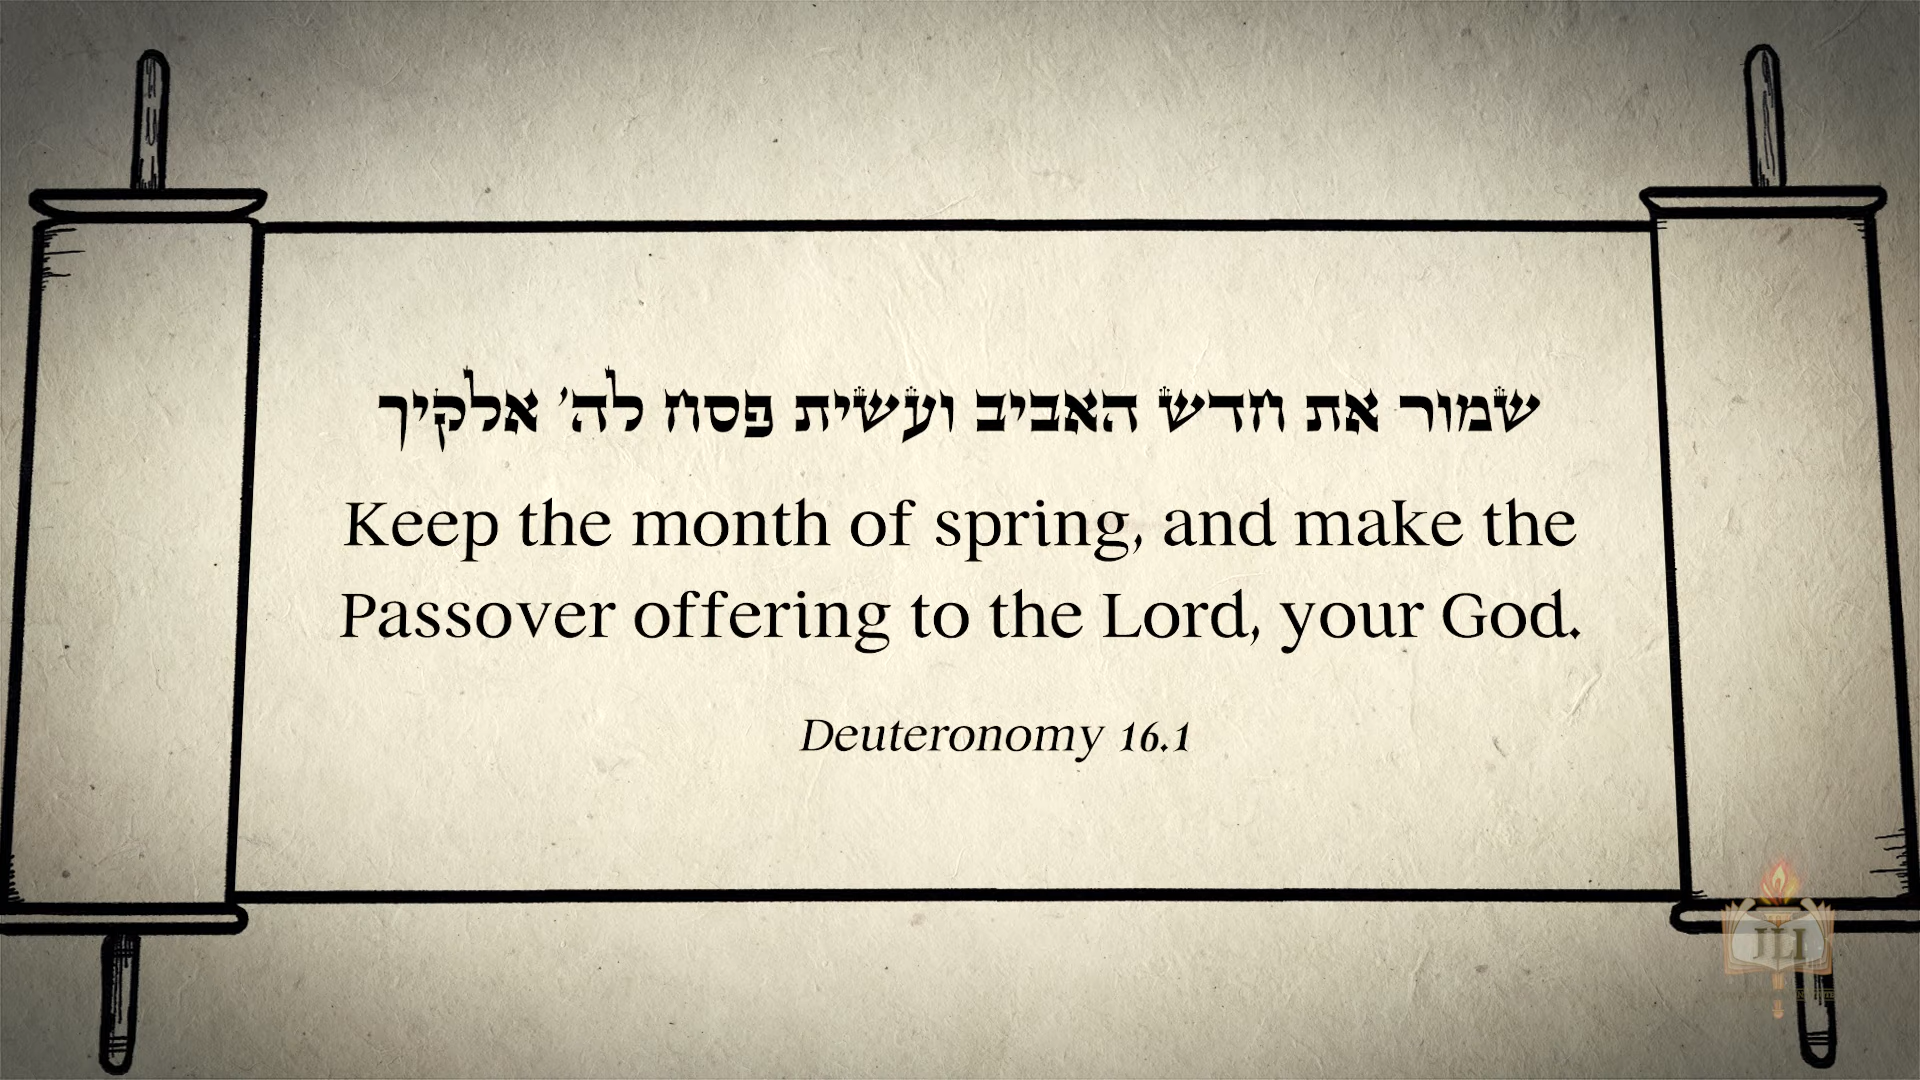 שמור את חדש האביב ועשית פסח לה' אלקיך
Keep the month of spring, and make the
Passover offering to the Lord, your God.
Deuteronomy 16.1
JLI